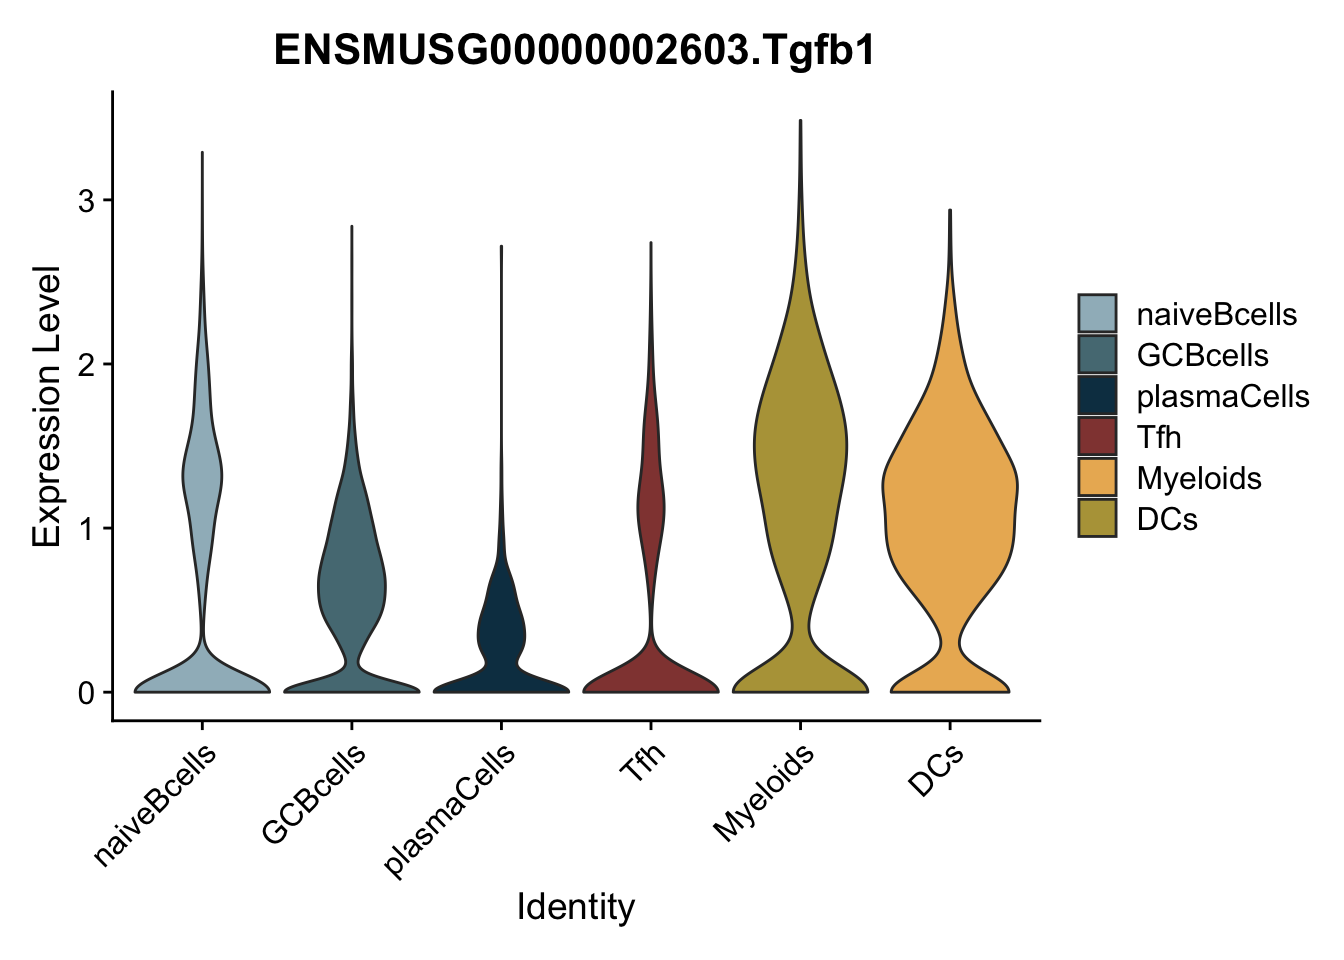 ENSMUSG00000002603.Tgfb1
Expression Level
3
2
1
0
naiveBcells
GCBcells
plasmaCells
Tfh
Myeloids
DCs
Identity
naiveBcells
GCBcells
plasmaCells
Tfh
Myeloids
DCs